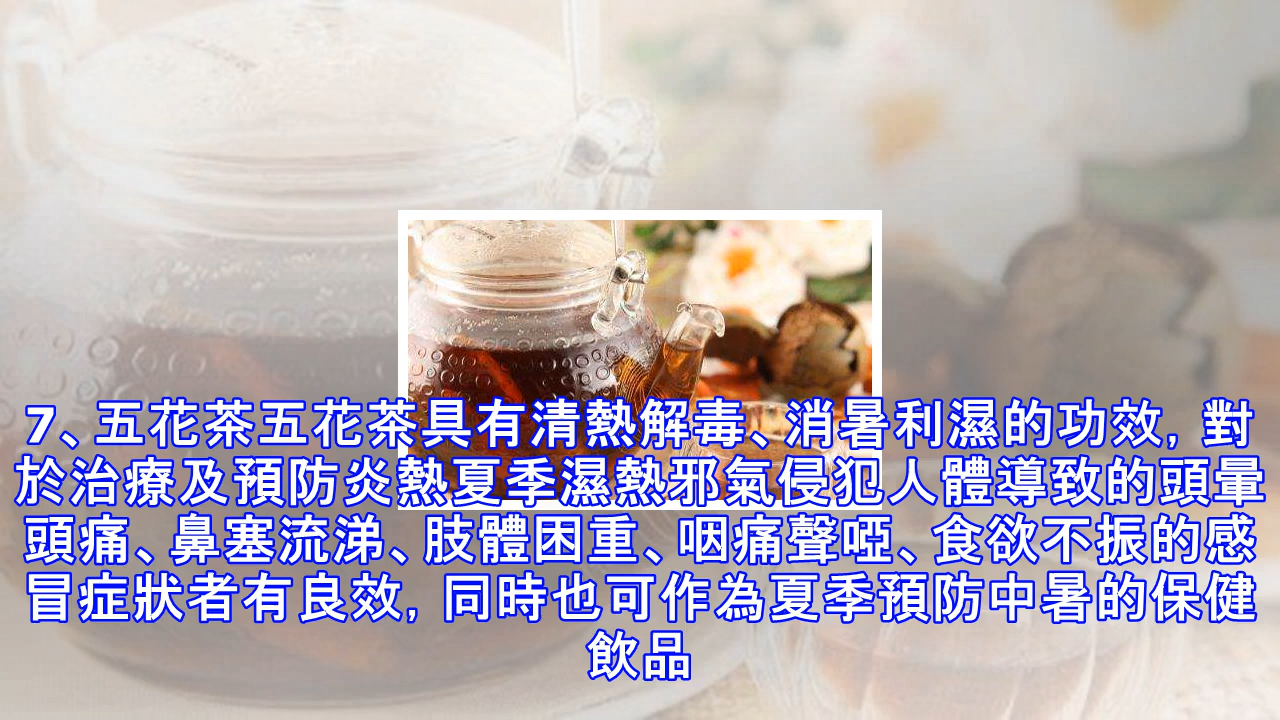 7、五花茶五花茶具有清熱解毒、消暑利濕的功效, 對
於治療及預防炎熱夏季濕熱邪氣侵犯人體導致的頭暈
頭痛、鼻塞流涕、肢體困重、咽痛聲啞、食欲不振的感
冒症狀者有良效, 同時也可作為夏季預防中暑的保健
飲品